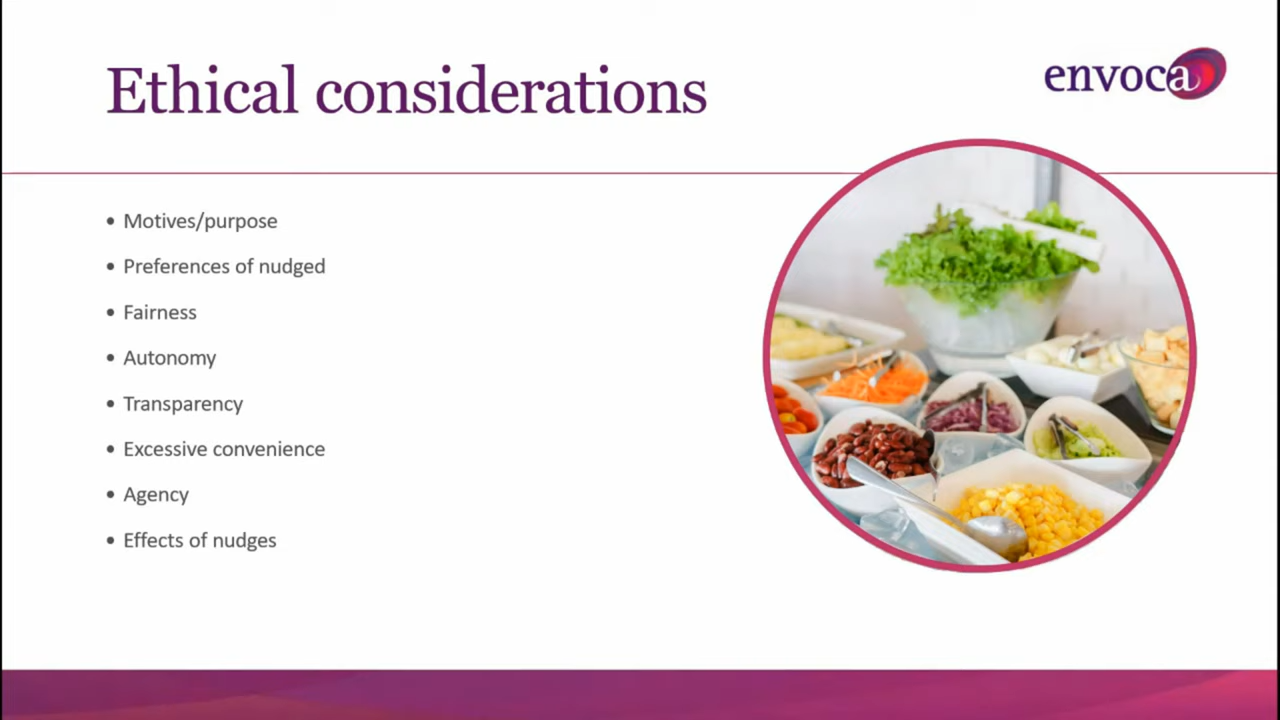 Ethical considerations
envoca
• Motives/purpose
• Preferences of nudged
• Fairness
• Autonomy
• Transparency
• Excessive convenience
• Agency
• Effects of nudges